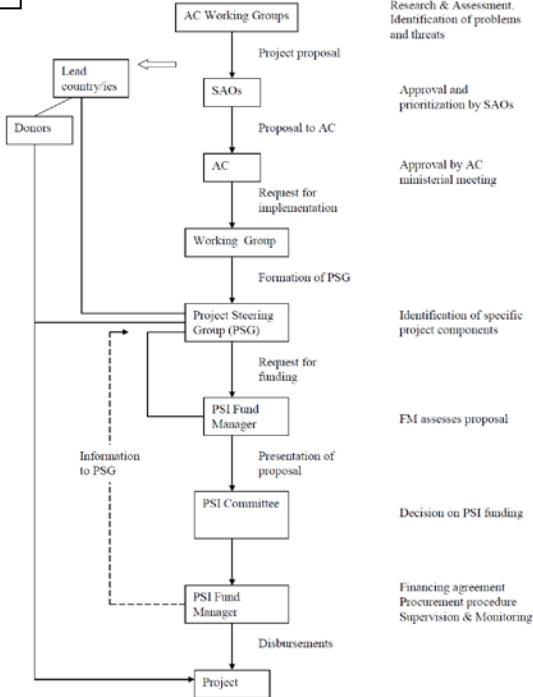 AC Working Groups
Research & Assessment.
Identification of problems
and threats
Project proposal
Lead
country/ies
SAOs
Approval and
prioritization by SAOs
Donors
Proposal to AC
AC
Approval by AC
ministerial meeting
Request for
implementation
Working Group
Formation of PSG
Project Steering
Group (PSG)
Identification of specific
project components
Request for
funding
PSI Fund
Manager
FM assesses proposal
Information
to PSG
Presentation of
proposal
PSI Committee
Decision on PSI funding
PSI Fund
Manager
Financing agreement
Procurement procedure
Supervision & Monitoring
Disbursements
Project